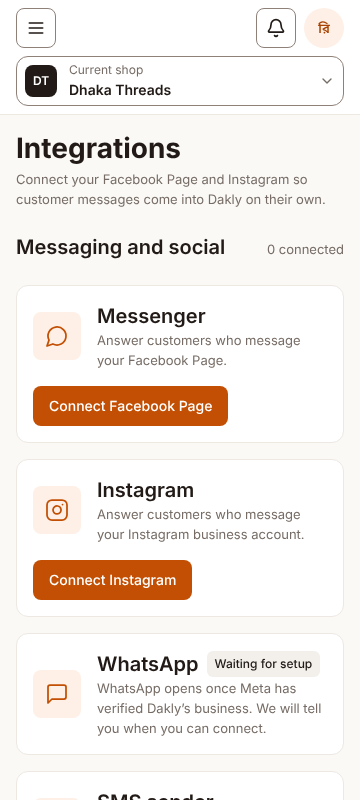 রি
DT
Current shop
Dhaka Threads
Integrations
Connect your Facebook Page and Instagram so
customer messages come into Dakly on their own.
Messaging and social
0 connected
Messenger
Answer customers who message
your Facebook Page.
Connect Facebook Page
Instagram
Answer customers who message
your Instagram business account.
Connect Instagram
WhatsApp
Waiting for setup
WhatsApp opens once Meta has
verified Dakly’s business. We will tell
you when you can connect.
SMS sender